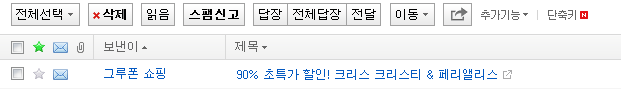 전체선택 삭제 읽음 스팸신고 답장 전체답장 전달 이동 추가기능 단축키 N
보낸이 제목
그루폰 쇼핑 90% 초특가 할인! 크리스 크리스티 & 페리앨리스